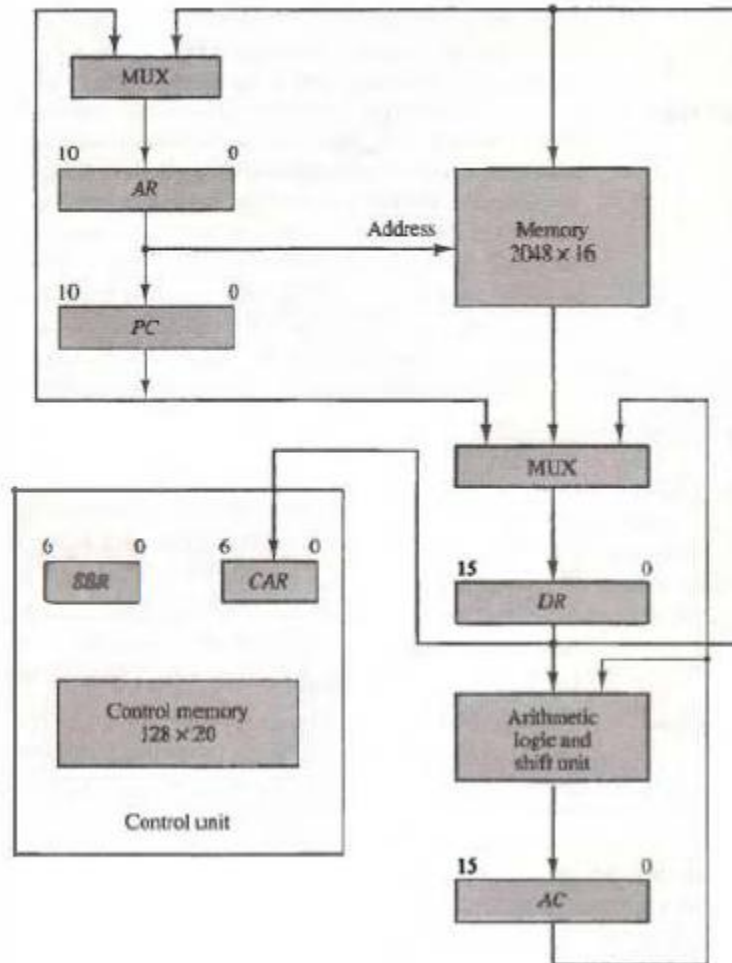 MUX
10 0
AR
Address
Memory
2048 × 16
10 0
PC
MUX
6 0
6 0
SBR
CAR
15 0
DR
Control memory
128 × 20
Arithmetic
logic and
shift unit
Control unit
15 0
AC